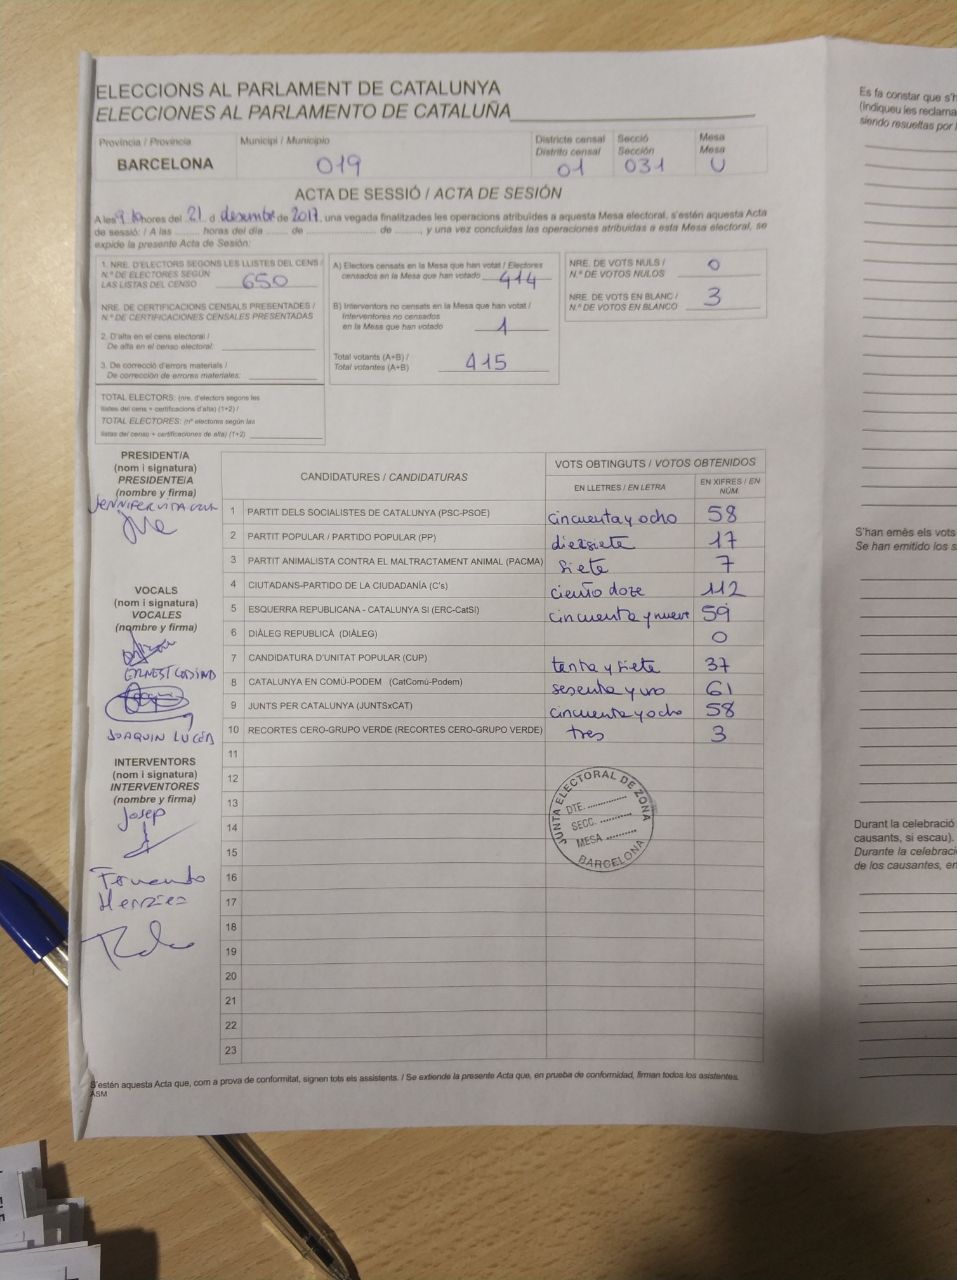 ELECCIONS AL PARLAMENT DE CATALUNYA
ELECCIONES AL PARLAMENTO DE CATALUÑA
Província / Provincia
BARCELONA
Municipi / Municipio
019
Districte censal
Distrito censal
01
Secció
Sección
031
Mesa
Mesa
U
ACTA DE SESSIÓ / ACTA DE SESIÓN
A les hores del 21 d desembre de 2017, una vegada finalitzades les operacions atribuïdes a aquesta Mesa electoral, s'estén aquesta Acta
de sessió: / A las ......... horas del día ......... de ......................... de ........, y una vez concluidas las operaciones atribuidas a esta Mesa electoral, se
expide la presente Acta de Sesión:
1. NRE. D'ELECTORS SEGONS LES LLISTES DEL CENS /
N.º DE ELECTORES SEGÚN
LAS LISTAS DEL CENSO 650
NRE. DE CERTIFICACIONS CENSALS PRESENTADES /
N.º DE CERTIFICACIONES CENSALES PRESENTADAS
2. D'alta en el cens electoral /
De alta en el censo electoral:
3. De correcció d'errors materials /
De corrección de errores materiales:
TOTAL ELECTORS: (nre. d'electors segons les
llistes del cens + certificacions d'alta) (1+2) /
TOTAL ELECTORES: (nº electores según las
listas del censo + certificaciones de alta) (1+2)
A) Electors censats en la Mesa que han votat / Electores
censados en la Mesa que han votado 414
B) Interventors no censats en la Mesa que han votat /
Interventores no censados
en la Mesa que han votado 1
Total votants (A+B) /
Total votantes (A+B) 415
NRE. DE VOTS NULS /
N.º DE VOTOS NULOS 0
NRE. DE VOTS EN BLANC /
N.º DE VOTOS EN BLANCO 3
PRESIDENT/A
(nom i signatura)
PRESIDENTE/A
(nombre y firma)
JENNIFER
VOCALS
(nom i signatura)
VOCALES
(nombre y firma)
ERNEST
JOAQUIN LUCEA
INTERVENTORS
(nom i signatura)
INTERVENTORES
(nombre y firma)
Josep
CANDIDATURES / CANDIDATURAS
VOTS OBTINGUTS / VOTOS OBTENIDOS
EN LLETRES / EN LETRA
EN XIFRES / EN NÚM.
1 PARTIT DELS SOCIALISTES DE CATALUNYA (PSC-PSOE) cincuenta y ocho 58
2 PARTIT POPULAR / PARTIDO POPULAR (PP) diezsiete 17
3 PARTIT ANIMALISTA CONTRA EL MALTRACTAMENT ANIMAL (PACMA) siete 7
4 CIUTADANS-PARTIDO DE LA CIUDADANÍA (C's) ciento doze 112
5 ESQUERRA REPUBLICANA - CATALUNYA SI (ERC-CatSí) cincuenta y nueve 59
6 DIÀLEG REPUBLICÀ (DIÀLEG) 0
7 CANDIDATURA D'UNITAT POPULAR (CUP) tenta y siete 37
8 CATALUNYA EN COMÚ-PODEM (CatComú-Podem) sesenta y uno 61
9 JUNTS PER CATALUNYA (JUNTSxCAT) cincuenta y ocho 58
10 RECORTES CERO-GRUPO VERDE (RECORTES CERO-GRUPO VERDE) tres 3
11
12
13
14
15
16
17
18
19
20
21
22
23
JUNTA ELECTORAL DE ZONA
DTE. .............
SECC. ..........
MESA ..........
BARCELONA
S'estén aquesta Acta que, com a prova de conformitat, signen tots els assistents. / Se extiende la presente Acta que, en prueba de conformidad, firman todos los asistentes.
ASM
Es fa constar que s'h
(indiqueu les reclama
siendo resueltas por l
S'han emès els vots
Se han emitido los s
Durant la celebració
causants, si escau).
Durante la celebraci
de los causantes, en